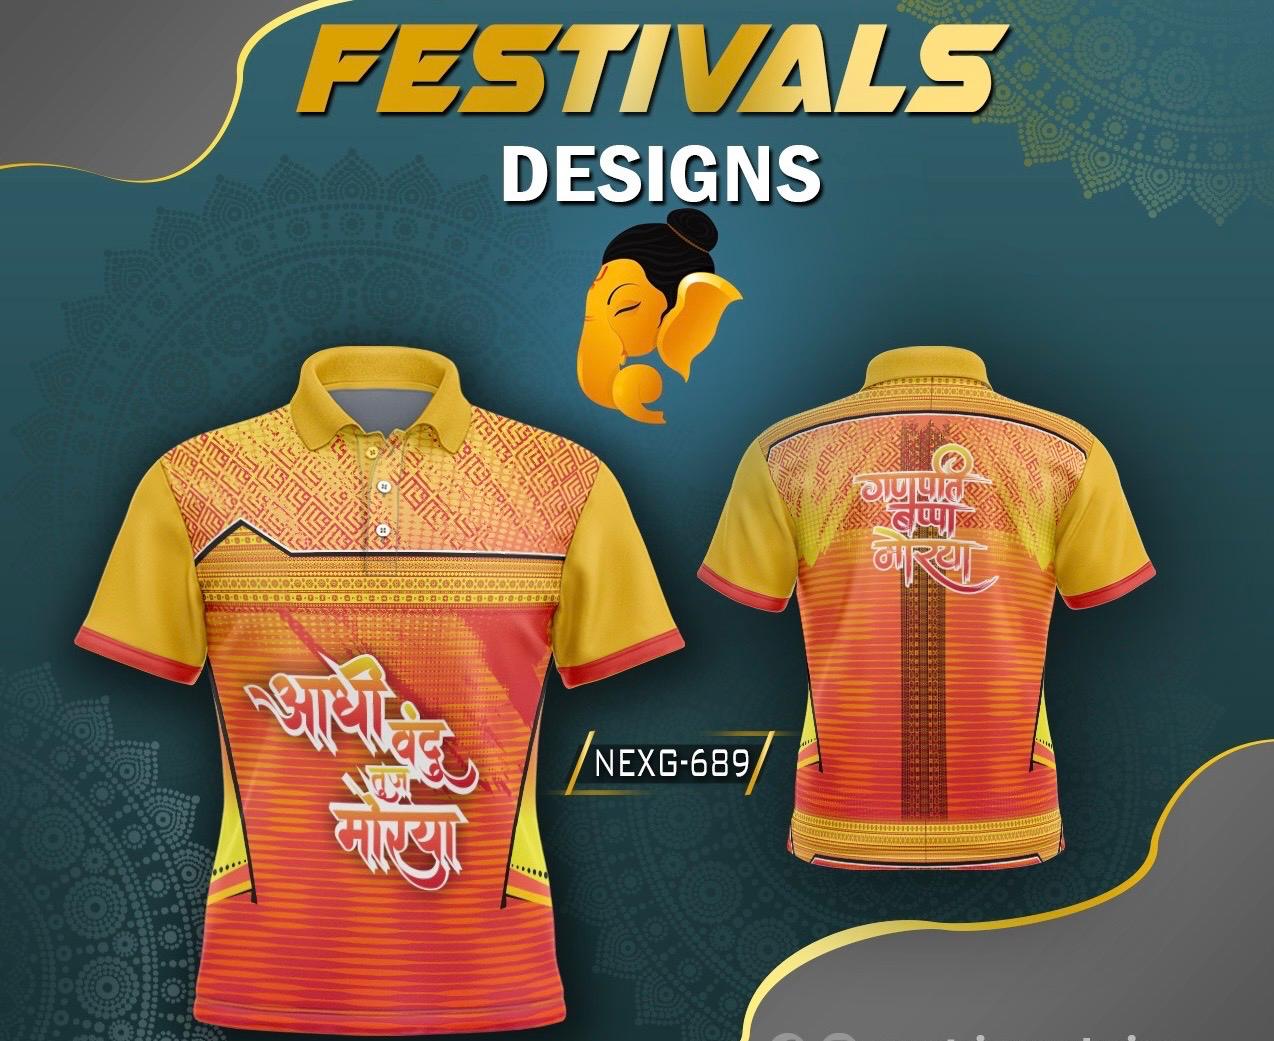 FESTIVALS
DESIGNS
आधी
वंदु
तुज
मोरया
NEXG-689
गणपति
बप्पा
मोरया